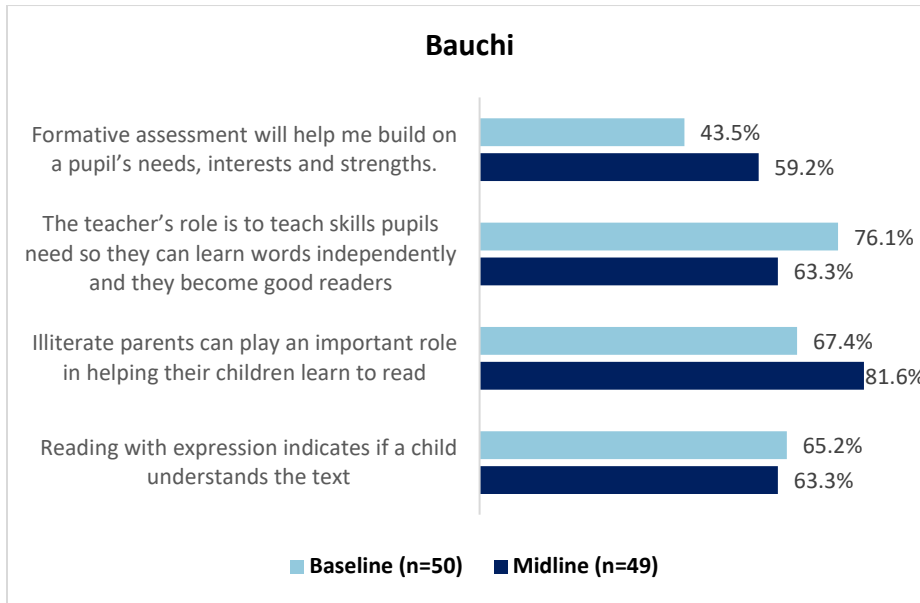 Bauchi
Formative assessment will help me build on
a pupil’s needs, interests and strengths.
43.5%
59.2%
The teacher’s role is to teach skills pupils
need so they can learn words independently
and they become good readers
76.1%
63.3%
Illiterate parents can play an important role
in helping their children learn to read
67.4%
81.6%
Reading with expression indicates if a child
understands the text
65.2%
63.3%
Baseline (n=50) Midline (n=49)